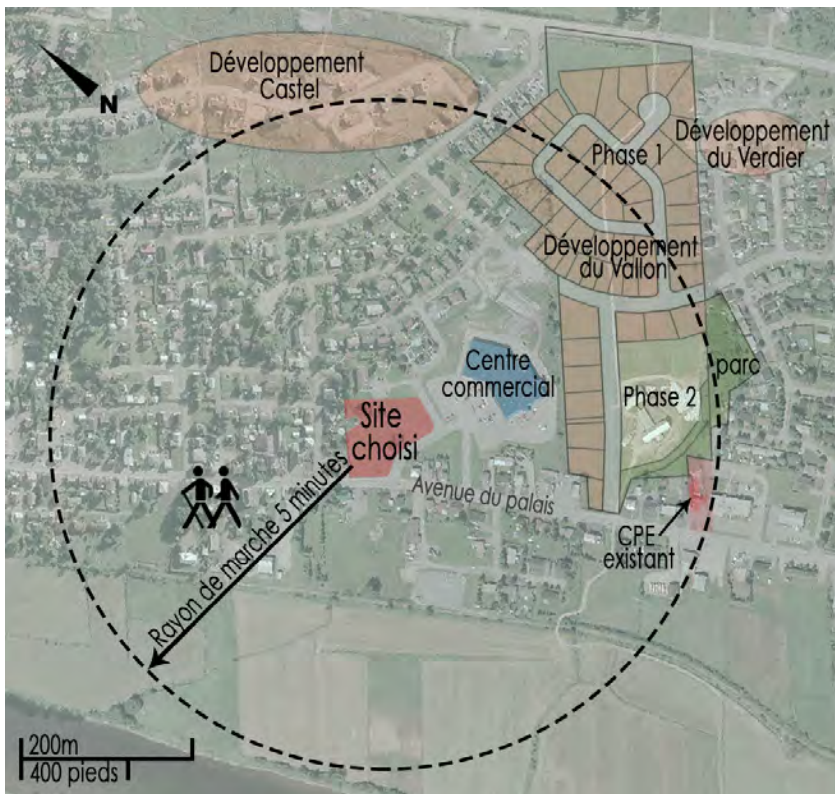 Développement
Castel
N
Phase 1
Développement
du Verdier
Développement
du Vallon
Centre
commercial
parc
Phase 2
Site
choisi
Avenue du palais
CPE
existant
Rayon de marche 5 minutes
200m
400 pieds